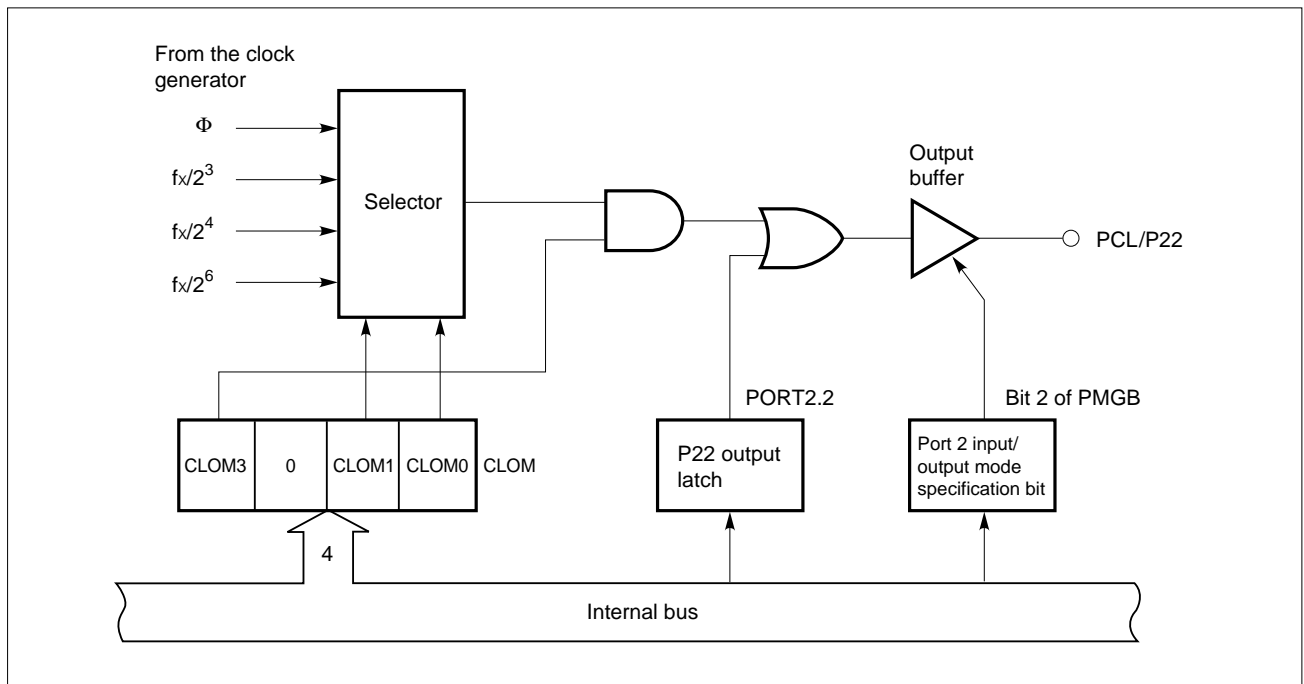 From the clock
generator
Φ
fx/2³
fx/2⁴
fx/2⁶
Selector
Output
buffer
PCL/P22
PORT2.2
Bit 2 of PMGB
CLOM3 0 CLOM1 CLOM0 CLOM
P22 output
latch
Port 2 input/
output mode
specification bit
4
Internal bus